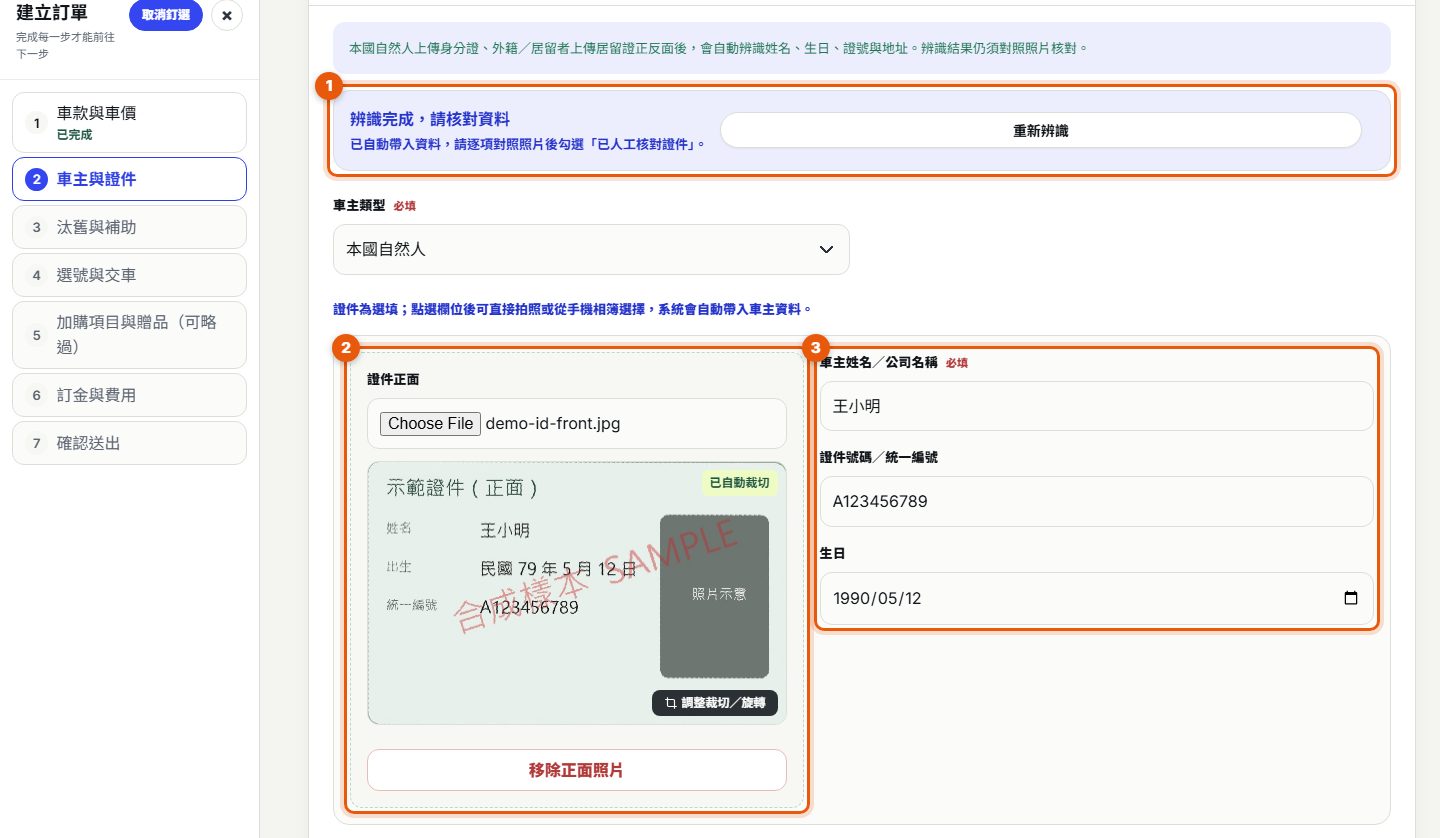 建立訂單
取消釘選
完成每一步才能前往
下一步
1 車款與車價
已完成
2 車主與證件
3 汰舊與補助
4 選號與交車
5 加購項目與贈品（可略
過）
6 訂金與費用
7 確認送出
本國自然人上傳身分證、外籍／居留者上傳居留證正反面後，會自動辨識姓名、生日、證號與地址。辨識結果仍須對照照片核對。
1
辨識完成，請核對資料
已自動帶入資料，請逐項對照照片後勾選「已人工核對證件」。
重新辨識
車主類型 必填
本國自然人
證件為選填；點選欄位後可直接拍照或從手機相簿選擇，系統會自動帶入車主資料。
2
證件正面
Choose File demo-id-front.jpg
示範證件（正面）
已自動裁切
姓名 王小明
出生 民國 79 年 5 月 12 日
統一編號 A123456789
合成樣本 SAMPLE
照片示意
調整裁切／旋轉
移除正面照片
3
車主姓名／公司名稱 必填
王小明
證件號碼／統一編號
A123456789
生日
1990/05/12